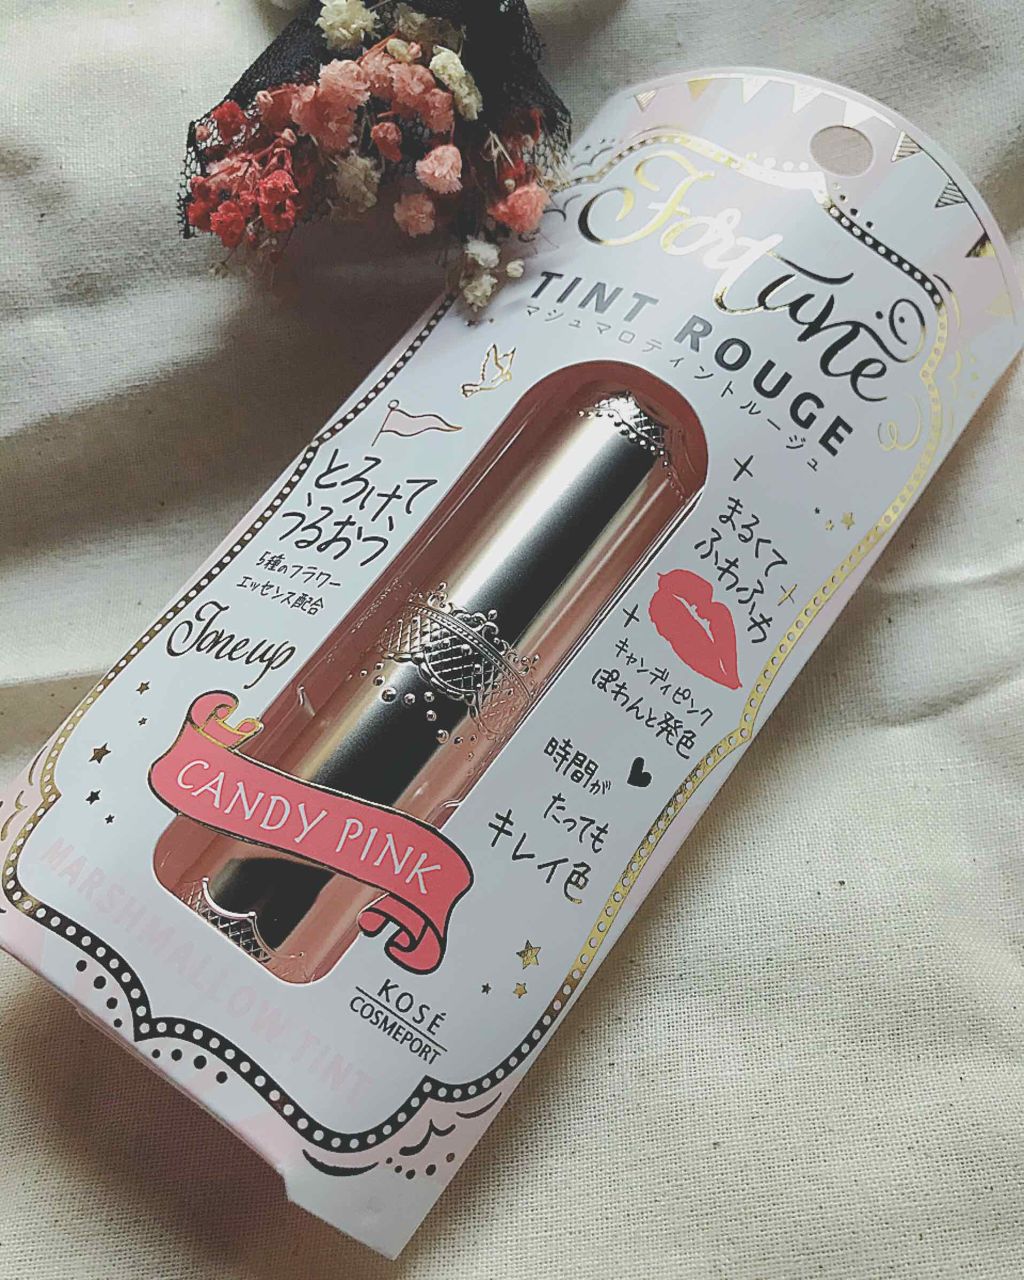 Fortune
TINT ROUGE
マシュマロティントルージュ
とろけて、
うるおう
5種のフラワー
エッセンス配合
Tone up
まるくて
ふわふわ
キャンディピンク
ぽわんと発色
時間が
たっても
キレイ色
CANDY PINK
KOSÉ
COSMEPORT
MARSHMALLOW TINT